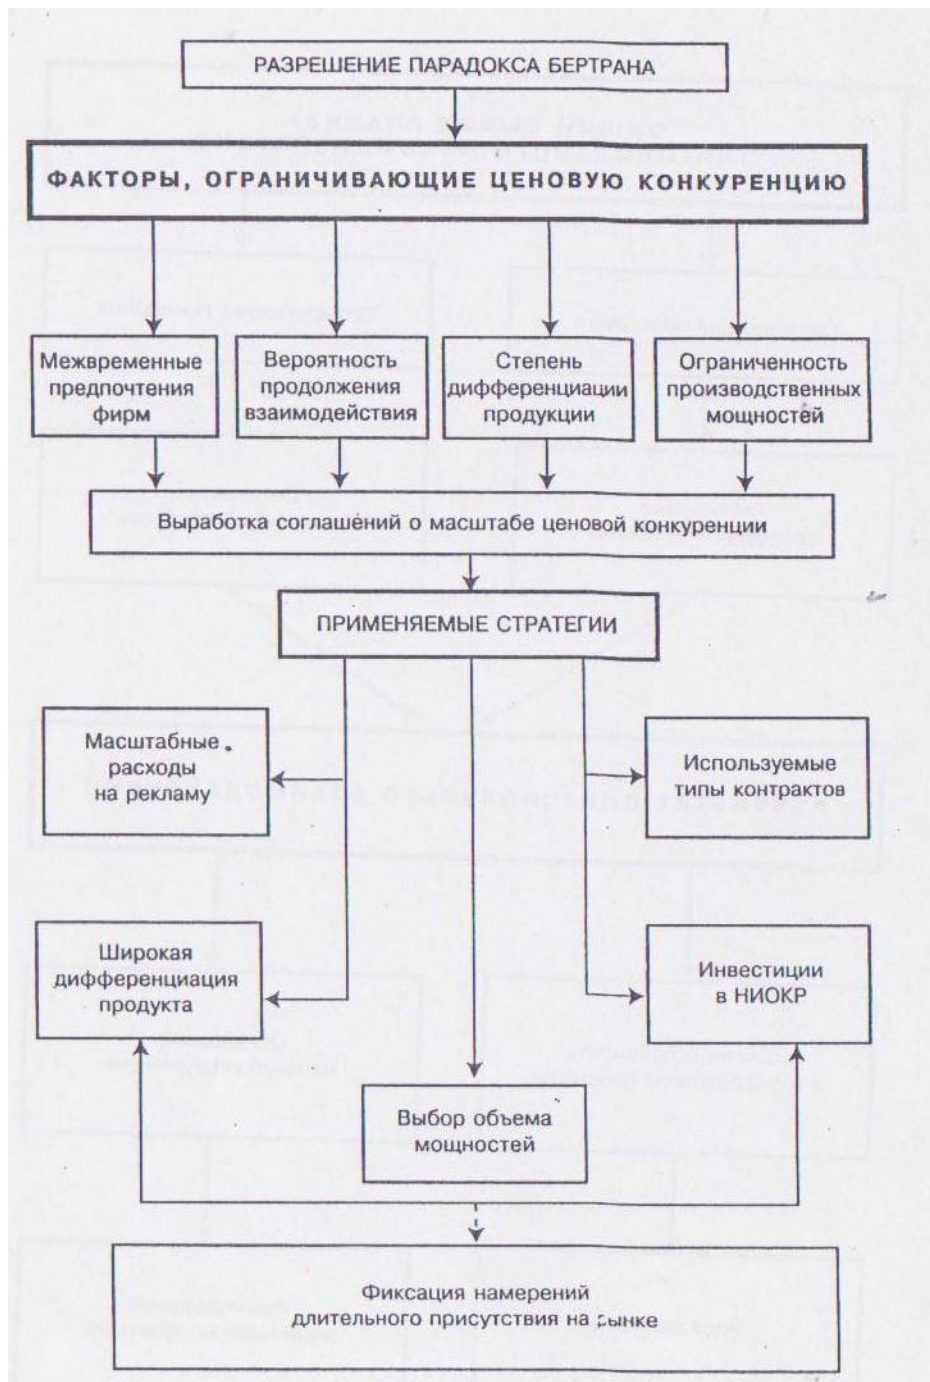 РАЗРЕШЕНИЕ ПАРАДОКСА БЕРТРАНА
ФАКТОРЫ, ОГРАНИЧИВАЮЩИЕ ЦЕНОВУЮ КОНКУРЕНЦИЮ
Межвременные
предпочтения
фирм
Вероятность
продолжения
взаимодействия
Степень
дифференциации
продукции
Ограниченность
производственных
мощностей
Выработка соглашений о масштабе ценовой конкуренции
ПРИМЕНЯЕМЫЕ СТРАТЕГИИ
Масштабные
расходы
на рекламу
Используемые
типы контрактов
Широкая
дифференциация
продукта
Инвестиции
в НИОКР
Выбор объема
мощностей
Фиксация намерений
длительного присутствия на рынке